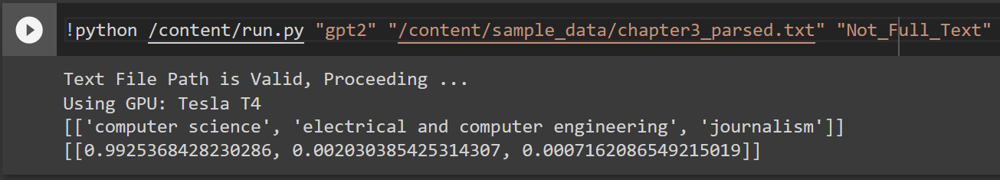 !python /content/run.py "gpt2" "/content/sample_data/chapter3_parsed.txt" "Not_Full_Text"
Text File Path is Valid, Proceeding ...
Using GPU: Tesla T4
[['computer science', 'electrical and computer engineering', 'journalism']]
[[0.9925368428230286, 0.002030385425314307, 0.0007162086549215019]]